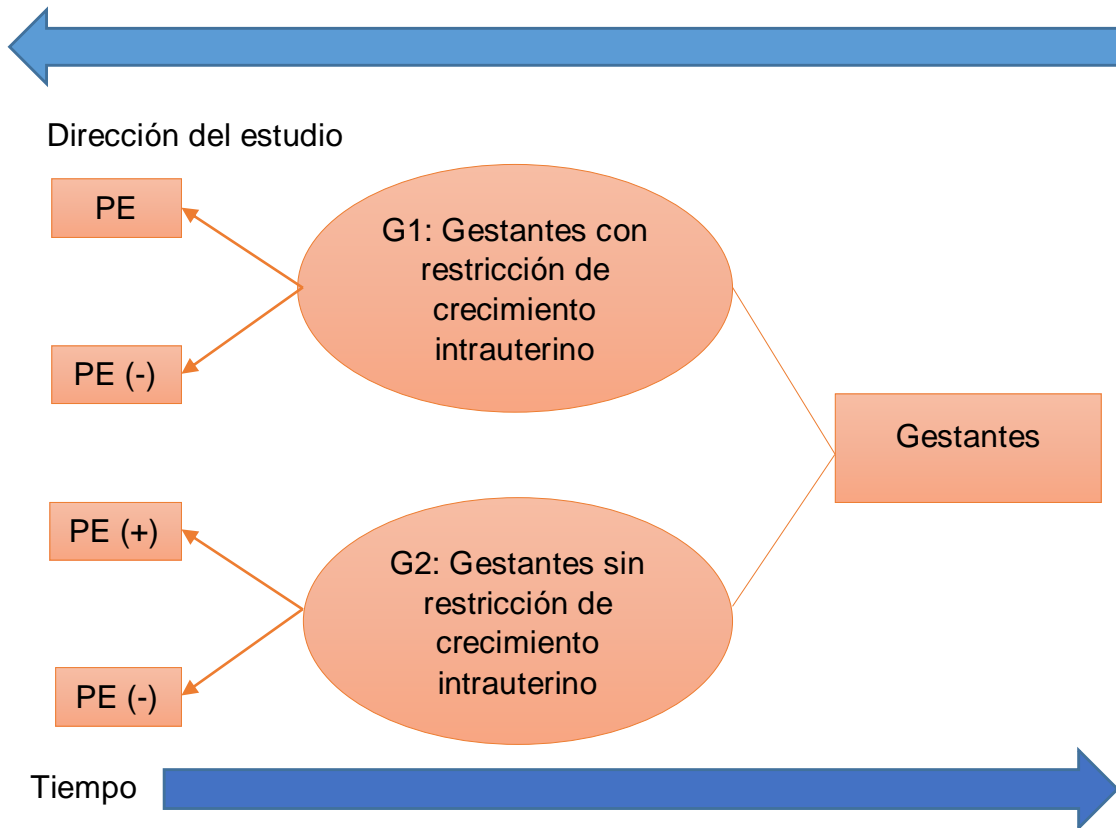 Dirección del estudio
PE
G1: Gestantes con
restricción de
crecimiento
intrauterino
PE (-)
Gestantes
PE (+)
G2: Gestantes sin
restricción de
crecimiento
intrauterino
PE (-)
Tiempo